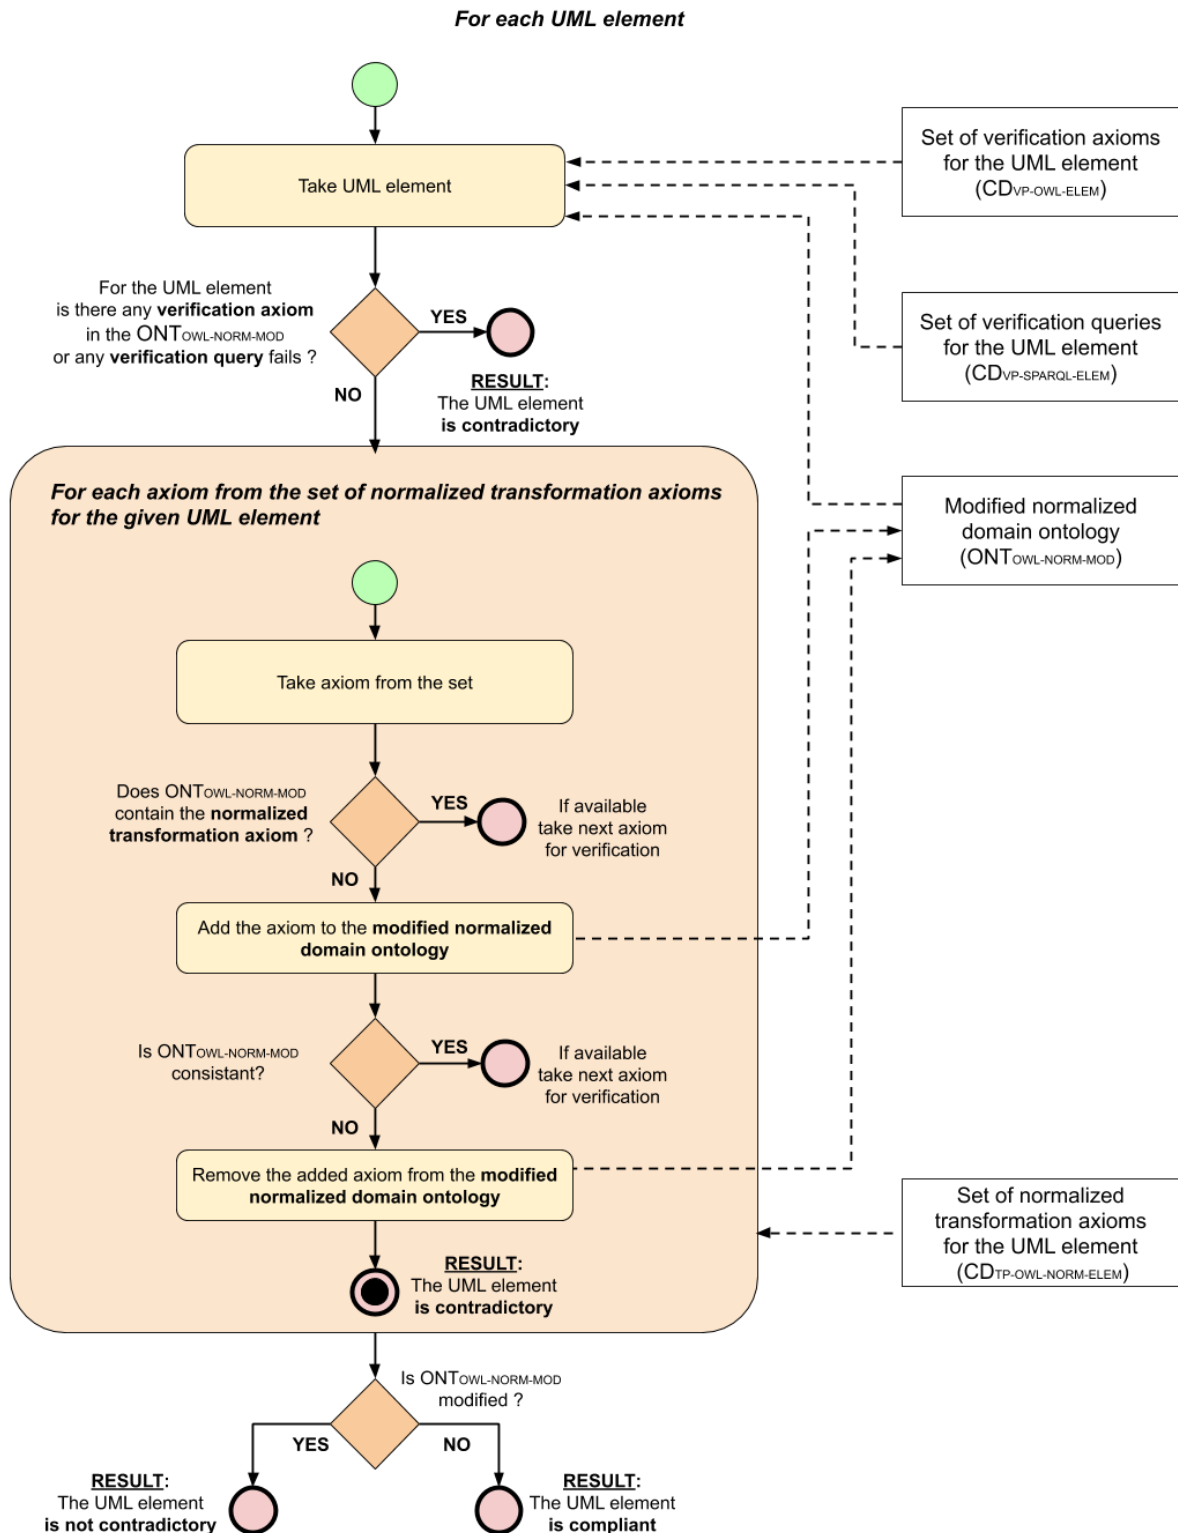 For each UML element
Take UML element
Set of verification axioms
for the UML element
(CDVP-OWL-ELEM)
For the UML element
is there any verification axiom
in the ONTOWL-NORM-MOD
or any verification query fails ?
YES
NO
RESULT:
The UML element
is contradictory
Set of verification queries
for the UML element
(CDVP-SPARQL-ELEM)
For each axiom from the set of normalized transformation axioms
for the given UML element
Modified normalized
domain ontology
(ONTOWL-NORM-MOD)
Take axiom from the set
Does ONTOWL-NORM-MOD
contain the normalized
transformation axiom ?
YES
If available
take next axiom
for verification
NO
Add the axiom to the modified normalized
domain ontology
Is ONTOWL-NORM-MOD
consistant?
YES
If available
take next axiom
for verification
NO
Remove the added axiom from the modified
normalized domain ontology
Set of normalized
transformation axioms
for the UML element
(CDTP-OWL-NORM-ELEM)
RESULT:
The UML element
is contradictory
Is ONTOWL-NORM-MOD
modified ?
YES
NO
RESULT:
The UML element
is not contradictory
RESULT:
The UML element
is compliant